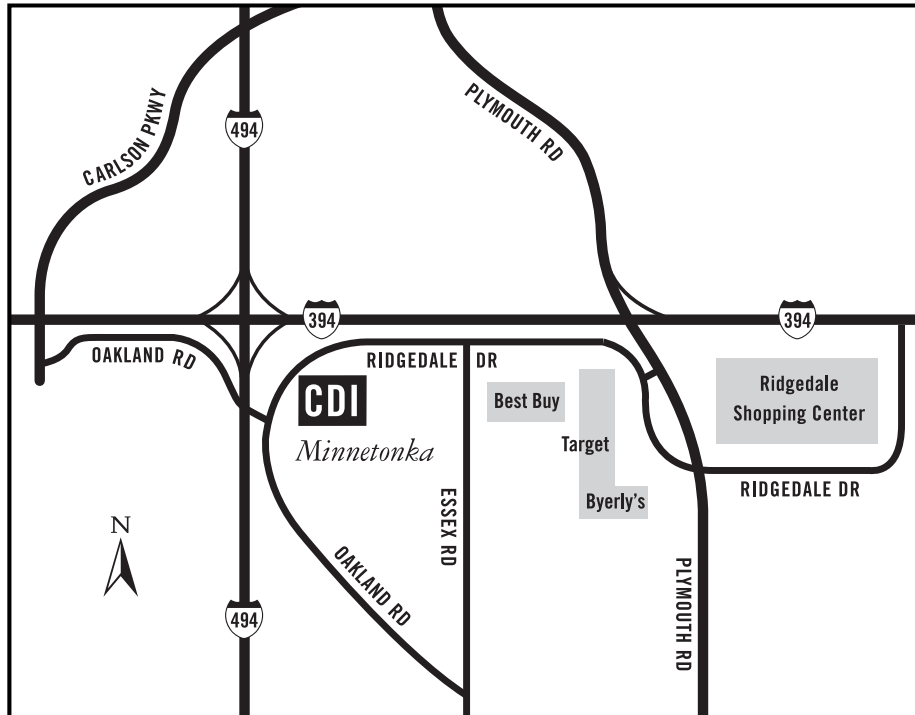 CARLSON PKWY
494
PLYMOUTH RD
394
394
OAKLAND RD
RIDGEDALE DR
CDI
Minnetonka
Best Buy
Ridgedale
Shopping Center
Target
Byerly's
RIDGEDALE DR
ESSEX RD
N
OAKLAND RD
PLYMOUTH RD
494